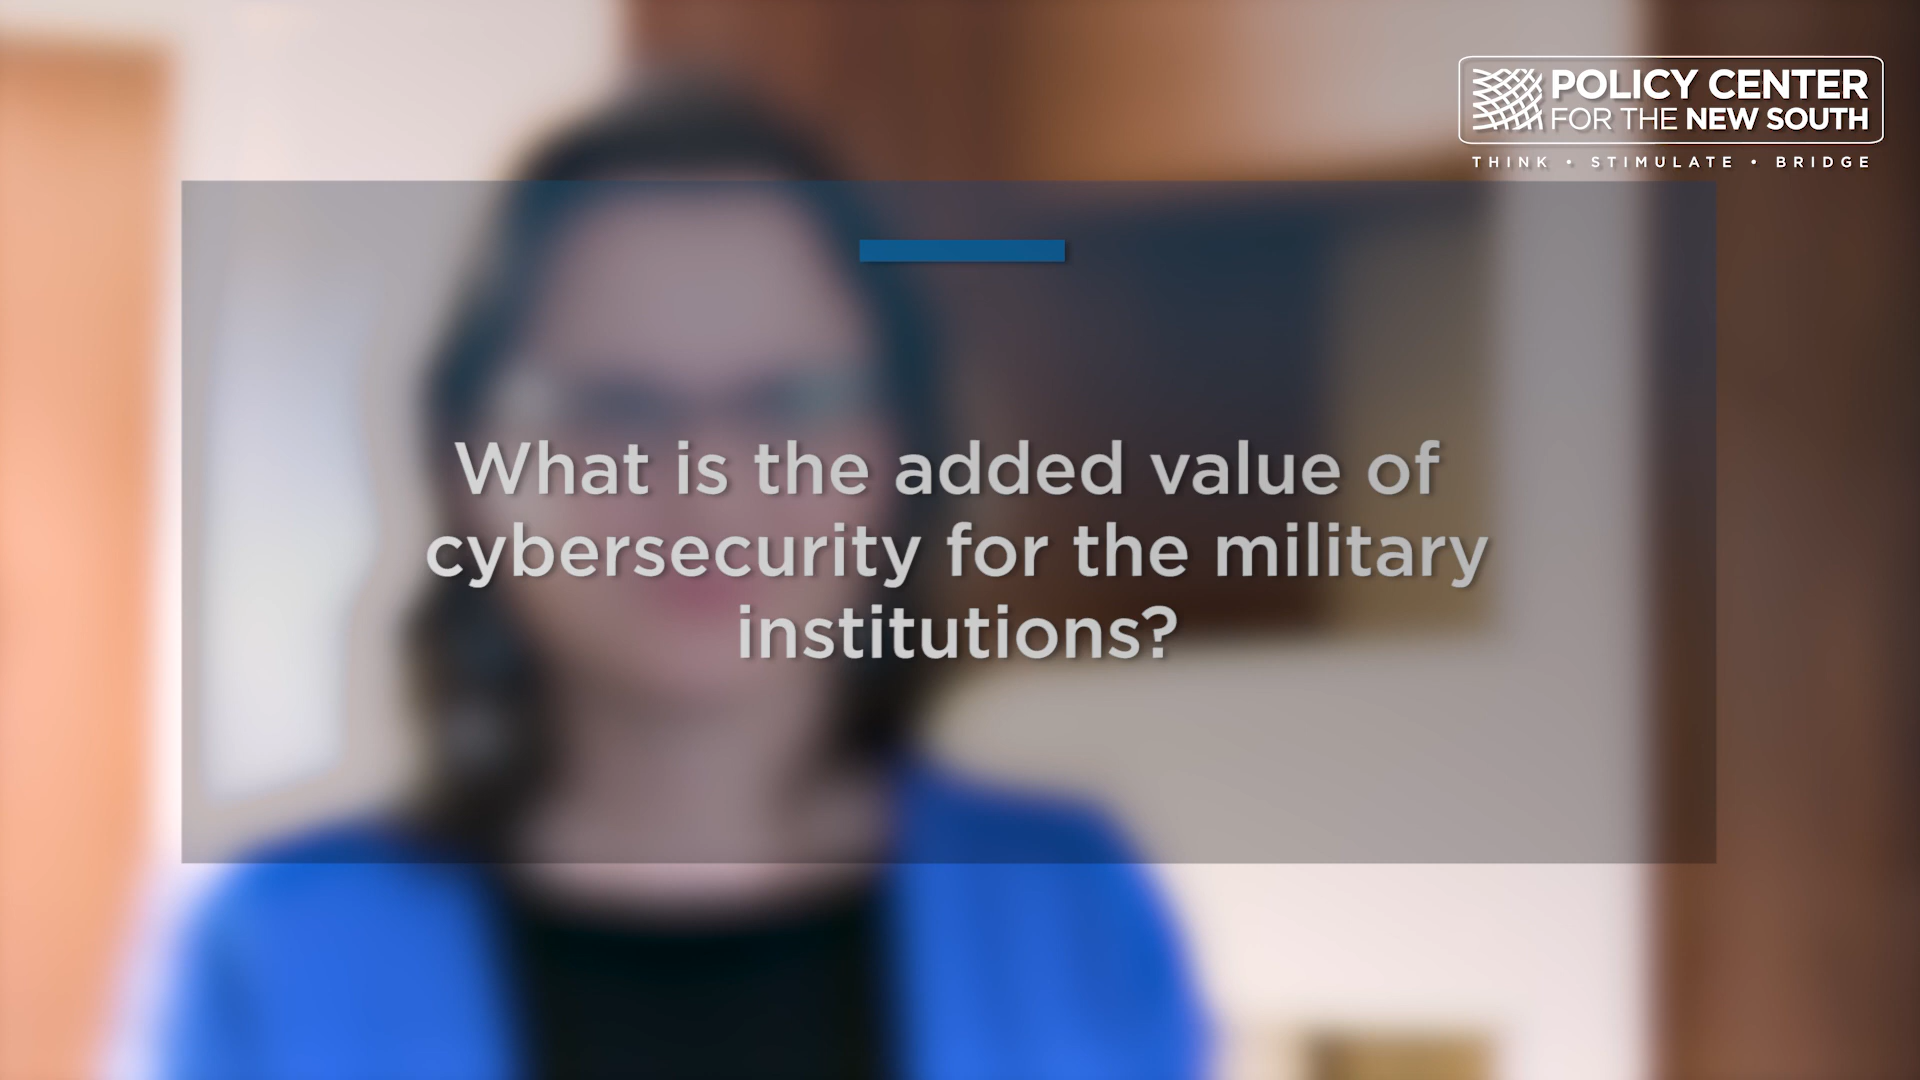 POLICY CENTER
FOR THE NEW SOUTH
THINK • STIMULATE • BRIDGE
What is the added value of
cybersecurity for the military
institutions?